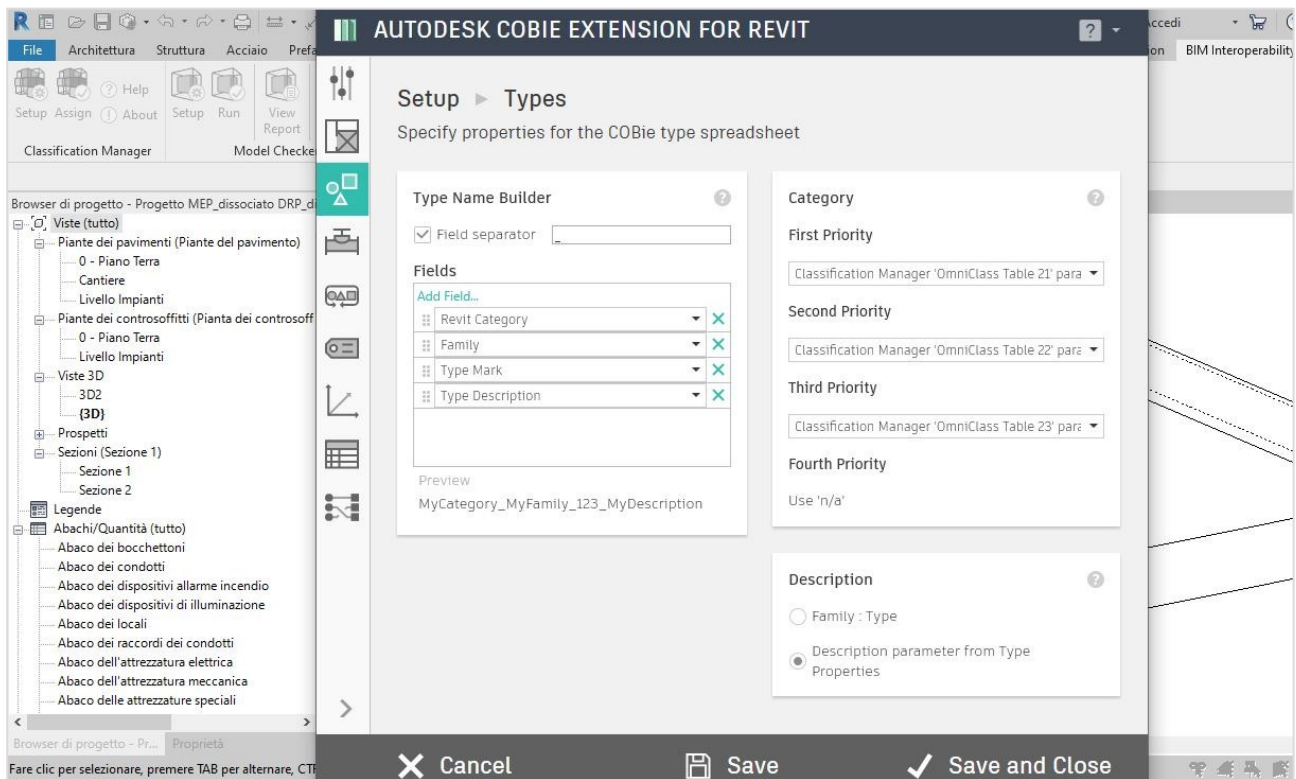 AUTODESK COBIE EXTENSION FOR REVIT
Accedi
File Architettura Struttura Acciaio
BIM Interoperability
Help
Setup Assign About Setup Run View
Report
Classification Manager
Browser di progetto - Progetto MEP_dissociato
Viste (tutto)
Piante dei pavimenti (Piante del pavimento)
0 - Piano Terra
Cantiere
Livello Impianti
Piante dei controsoffitti (Pianta dei
0 - Piano Terra
Livello Impianti
Viste 3D
3D2
{3D}
Prospetti
Sezioni (Sezione 1)
Sezione 1
Sezione 2
Legende
Abachi/Quantità (tutto)
Abaco dei bocchettoni
Abaco dei condotti
Abaco dei dispositivi allarme incendio
Abaco dei dispositivi di illuminazione
Abaco dei locali
Abaco dei raccordi dei condotti
Abaco dell'attrezzatura elettrica
Abaco dell'attrezzatura meccanica
Abaco delle attrezzature speciali
Browser di progetto - Pr... Proprietà
Fare clic per selezionare, premere TAB per alternare,
Setup Types
Specify properties for the COBie type spreadsheet
Type Name Builder
Field separator _
Fields
Add Field...
Revit Category
Family
Type Mark
Type Description
Preview
MyCategory_MyFamily_123_MyDescription
Category
First Priority
Classification Manager 'OmniClass Table 21' para
Second Priority
Classification Manager 'OmniClass Table 22' para
Third Priority
Classification Manager 'OmniClass Table 23' para
Fourth Priority
Use 'n/a'
Description
Family : Type
Description parameter from Type
Properties
Cancel Save Save and Close